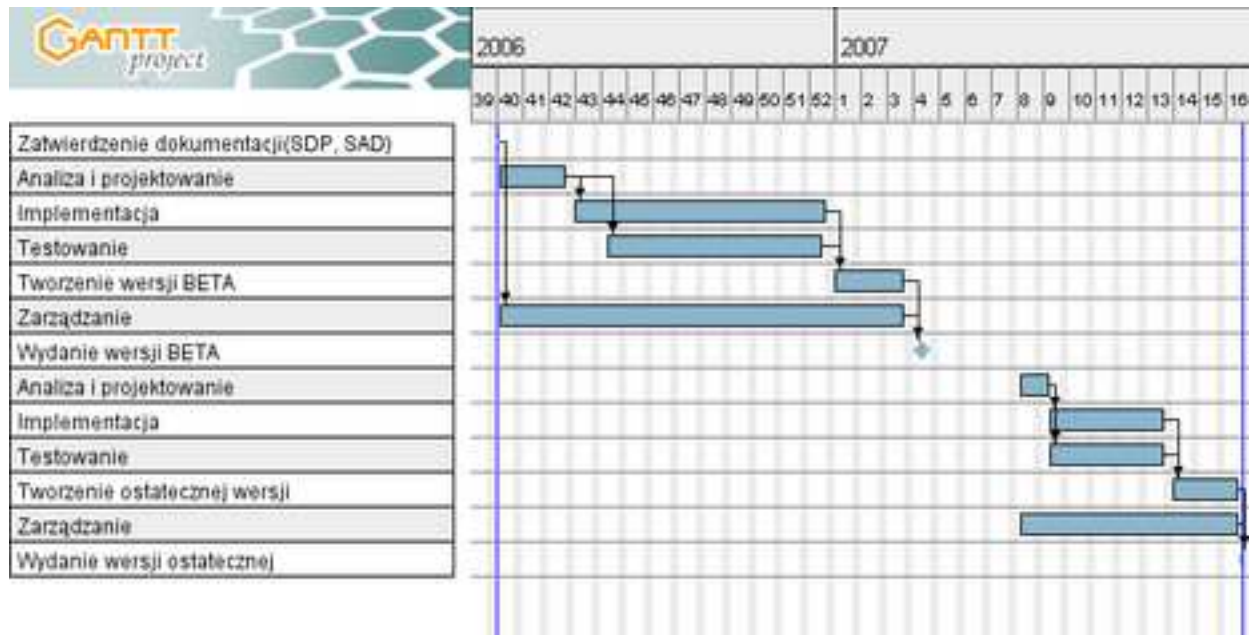 GANTT
project
2006 2007
39 40 41 42 43 44 45 46 47 48 49 50 51 52 1 2 3 4 5 6 7 8 9 10 11 12 13 14 15 16
Zatwierdzenie dokumentacji(SDP, SAD)
Analiza i projektowanie
Implementacja
Testowanie
Tworzenie wersji BETA
Zarządzanie
Wydanie wersji BETA
Analiza i projektowanie
Implementacja
Testowanie
Tworzenie ostatecznej wersji
Zarządzanie
Wydanie wersji ostatecznej